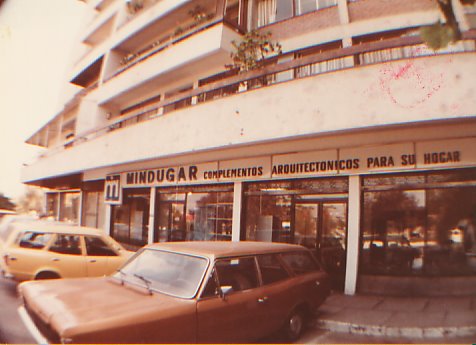 MINDUGAR COMPLEMENTOS ARQUITECTONICOS PARA SU HOGAR